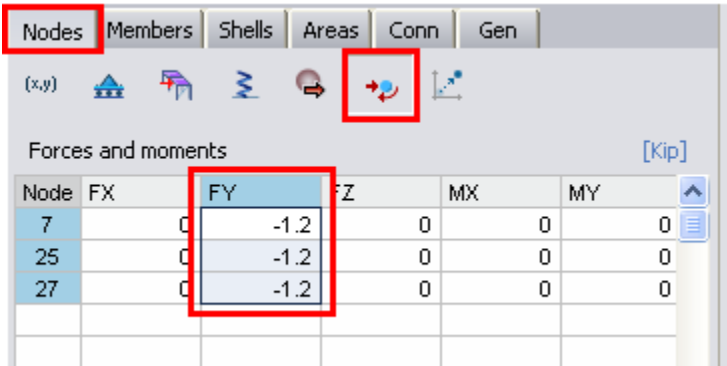 Nodes Members Shells Areas Conn Gen
(x,y)
Forces and moments [Kip]
Node FX FY FZ MX MY
7 0 -1.2 0 0 0
25 0 -1.2 0 0 0
27 0 -1.2 0 0 0